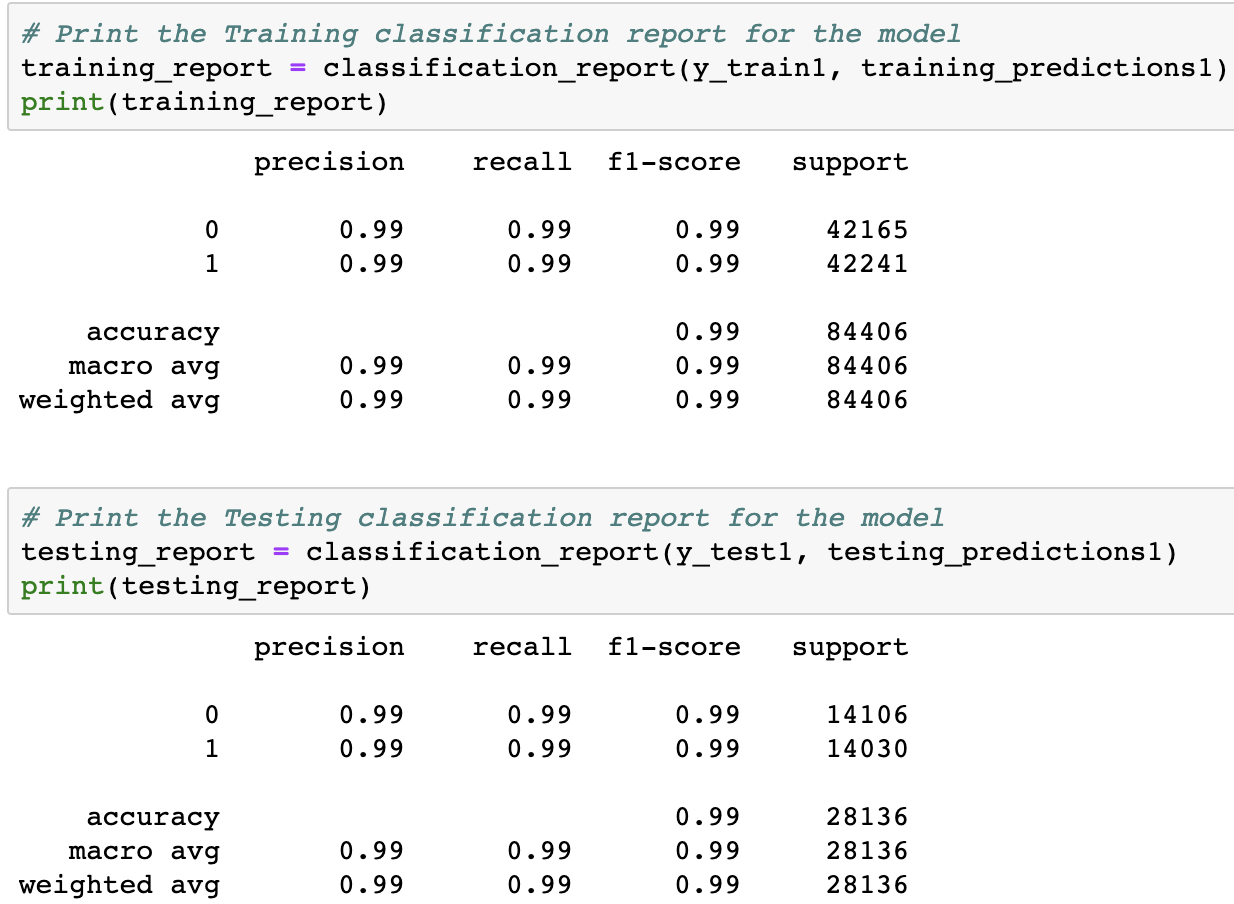 # Print the Training classification report for the model
training_report = classification_report(y_train1, training_predictions1)
print(training_report)
precision recall f1-score support
0 0.99 0.99 0.99 42165
1 0.99 0.99 0.99 42241
accuracy 0.99 84406
macro avg 0.99 0.99 0.99 84406
weighted avg 0.99 0.99 0.99 84406
# Print the Testing classification report for the model
testing_report = classification_report(y_test1, testing_predictions1)
print(testing_report)
precision recall f1-score support
0 0.99 0.99 0.99 14106
1 0.99 0.99 0.99 14030
accuracy 0.99 28136
macro avg 0.99 0.99 0.99 28136
weighted avg 0.99 0.99 0.99 28136